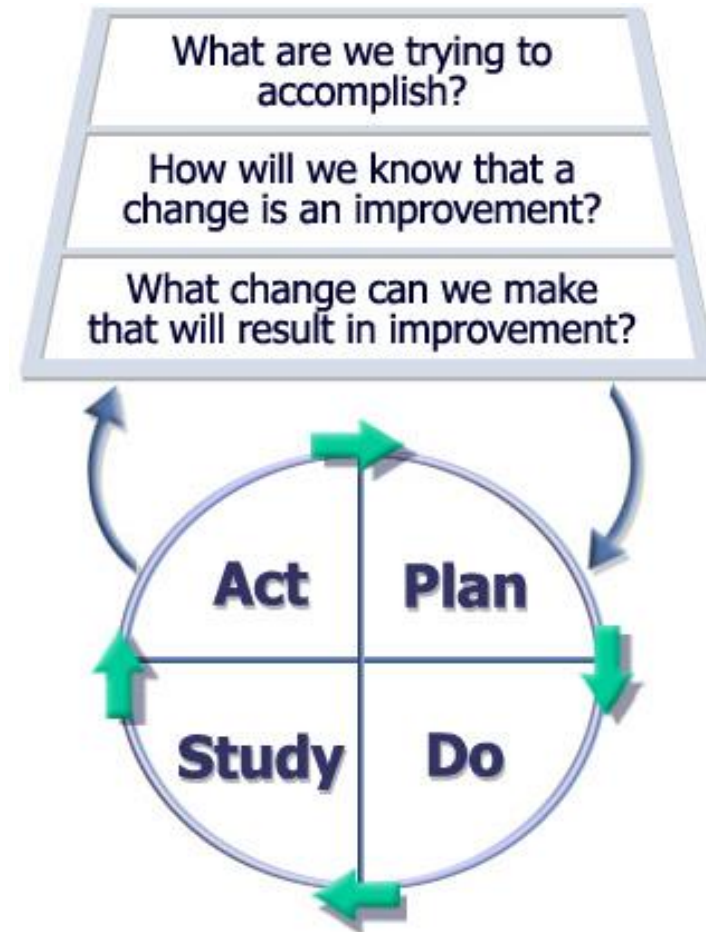 What are we trying to
accomplish?
How will we know that a
change is an improvement?
What change can we make
that will result in improvement?
Act
Plan
Study
Do